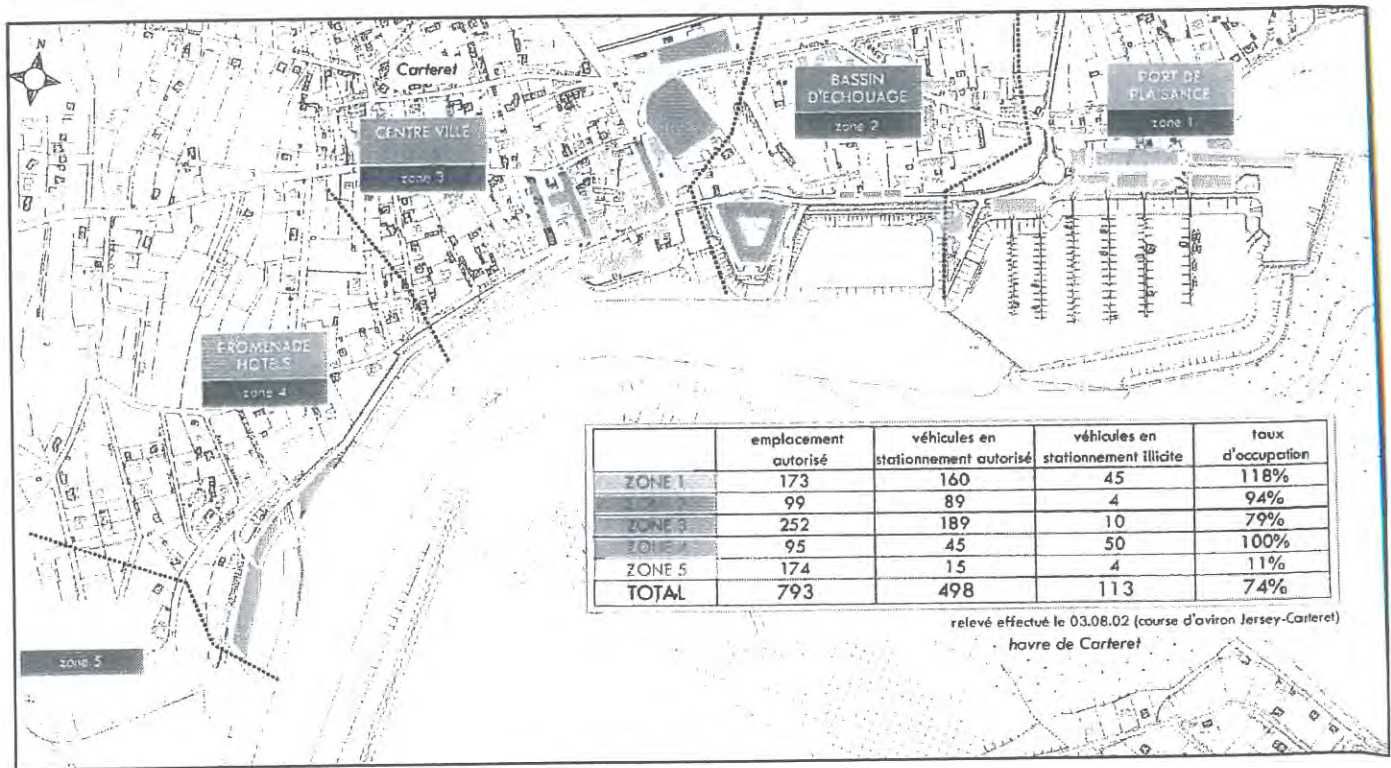 N
Carteret
CENTRE VILLE
zone 3
BASSIN
D'ECHOUAGE
zone 2
PORT DE
PLAISANCE
zone 1
PROMENADE
HOTELS
zone 4
zone 5
emplacement autorisé | véhicules en stationnement autorisé | véhicules en stationnement illicite | taux d'occupation
ZONE 1 173 160 45 118%
ZONE 2 99 89 4 94%
ZONE 3 252 189 10 79%
ZONE 4 95 45 50 100%
ZONE 5 174 15 4 11%
TOTAL 793 498 113 74%
relevé effectué le 03.08.02 (course d'aviron Jersey-Carteret)
havre de Carteret